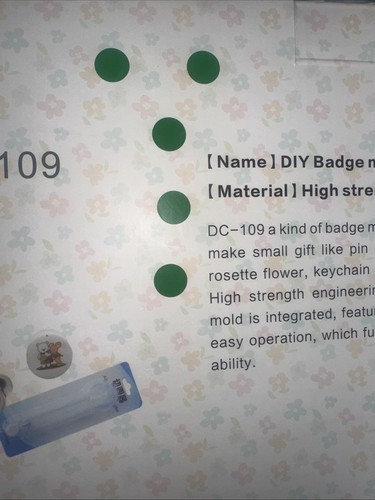 109
【Name】DIY Badge m
【Material】High stre
DC-109 a kind of badge m
make small gift like pin
rosette flower, keychain
High strength engineerin
mold is integrated, featu
easy operation, which fu
ability.